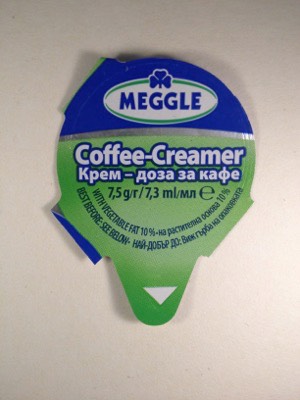 MEGGLE
Coffee-Creamer
Крем – доза за кафе
7,5 g/г/7,3 ml/мл ℮
WITH VEGETABLE FAT 10% - на растителна основа 10%
BEST BEFORE: SEE BELOW - НАЙ-ДОБЪР ДО: Виж гърба на опаковката